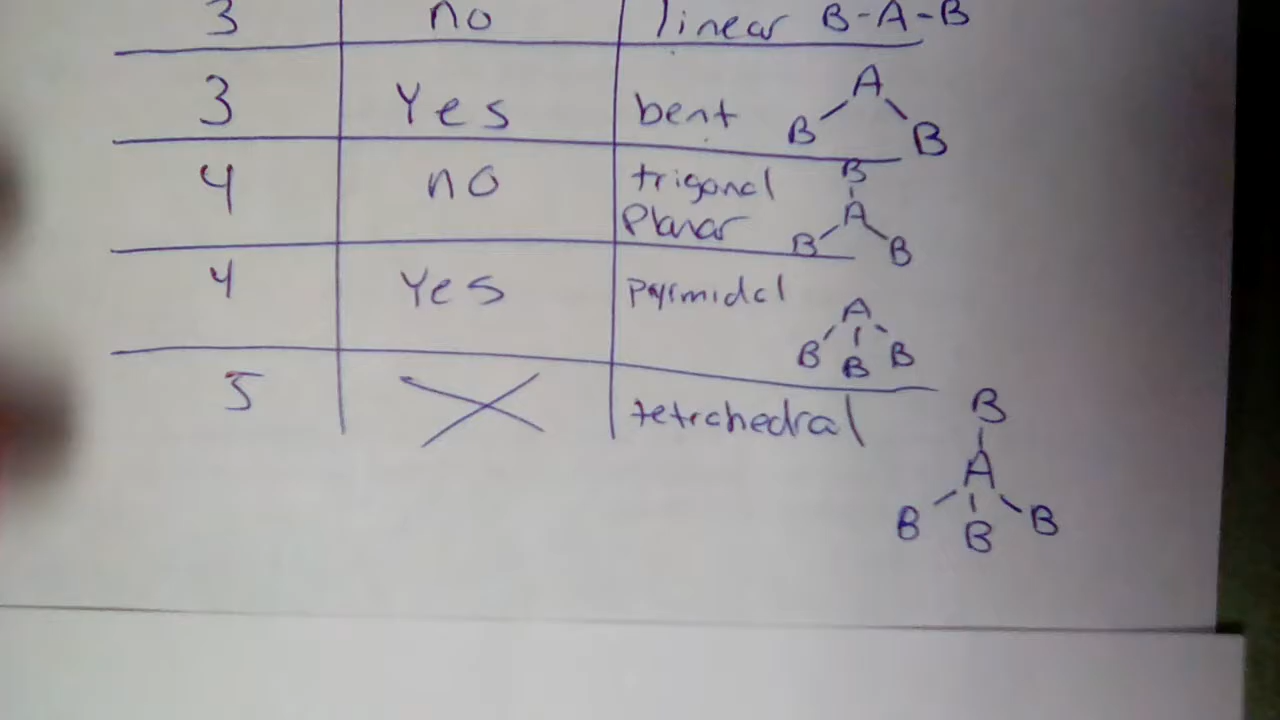 3 no linear B-A-B
3 Yes bent A
B B
4 no trigonal B
Planar A
B B
4 Yes pyrmidal A
B B B
5 X tetrahedral B
A
B B B